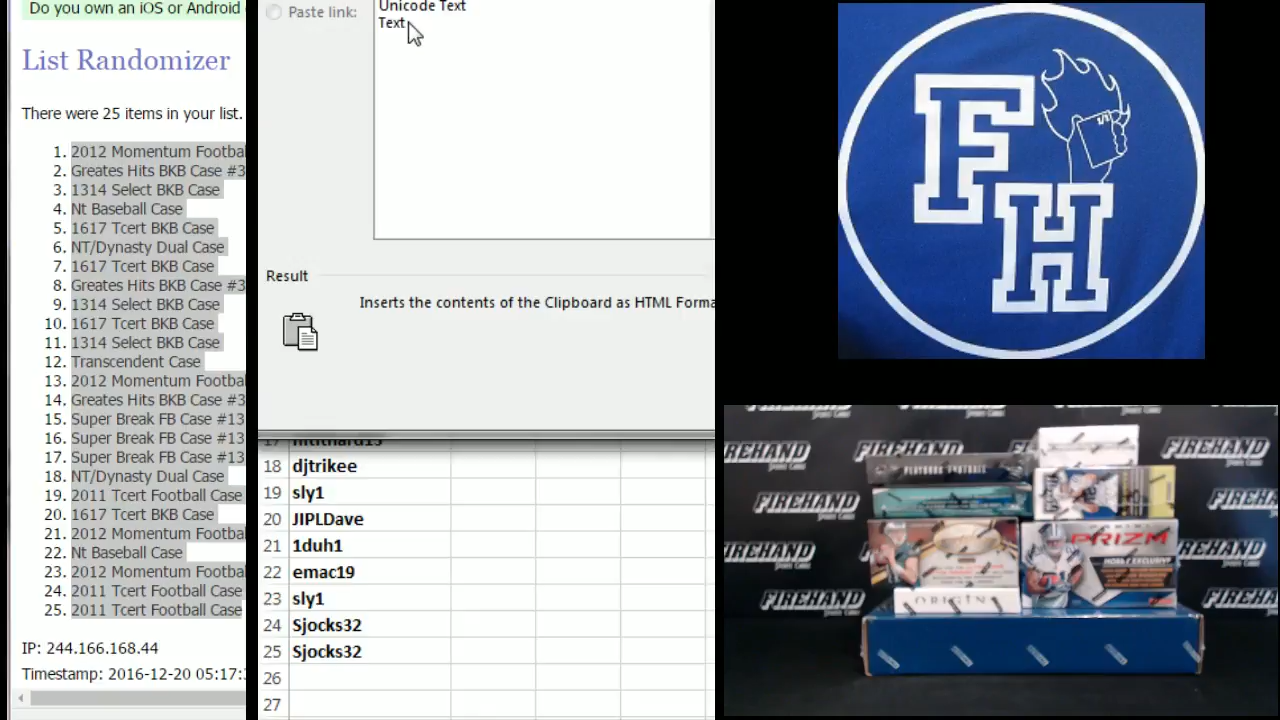 Do you own an iOS or Android
List Randomizer
There were 25 items in your list.
1. 2012 Momentum Footbal
2. Greates Hits BKB Case #3
3. 1314 Select BKB Case
4. Nt Baseball Case
5. 1617 Tcert BKB Case
6. NT/Dynasty Dual Case
7. 1617 Tcert BKB Case
8. Greates Hits BKB Case #3
9. 1314 Select BKB Case
10. 1617 Tcert BKB Case
11. 1314 Select BKB Case
12. Transcendent Case
13. 2012 Momentum Footbal
14. Greates Hits BKB Case #3
15. Super Break FB Case #13
16. Super Break FB Case #13
17. Super Break FB Case #13
18. NT/Dynasty Dual Case
19. 2011 Tcert Football Case
20. 1617 Tcert BKB Case
21. 2012 Momentum Footbal
22. Nt Baseball Case
23. 2012 Momentum Footbal
24. 2011 Tcert Football Case
25. 2011 Tcert Football Case
IP: 244.166.168.44
Timestamp: 2016-12-20 05:17:
Paste link:
Unicode Text
Text
Result
Inserts the contents of the Clipboard as HTML Forma
18 djtrikee
19 sly1
20 JIPLDave
21 1duh1
22 emac19
23 sly1
24 Sjocks32
25 Sjocks32
26
27
FH
1/1
FIREHAND
PRIZM
ORIGINS